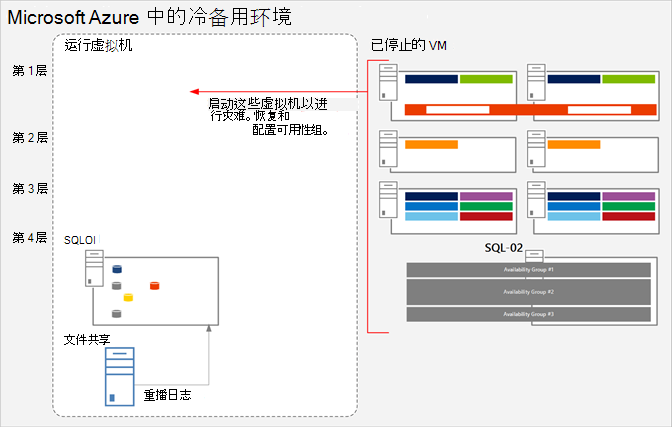 Microsoft Azure 中的冷备用环境
运行虚拟机
已停止的 VM
第 1 层
启动这些虚拟机以进
行灾难。恢复和
配置可用性组。
第 2 层
第 3 层
第 4 层
SQLOI
SQL-02
Availability Group #1
Availability Group #2
Availability Group #3
文件共享
重播日志